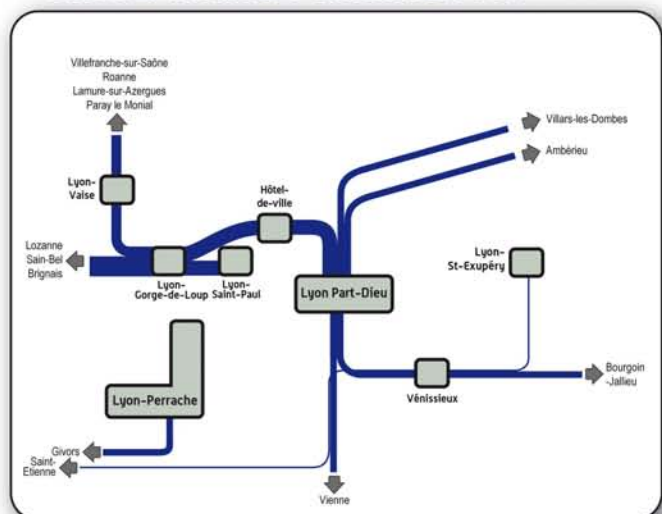 Villefranche-sur-Saône
Roanne
Lamure-sur-Azergues
Paray le Monial
Villars-les-Dombes
Ambérieu
Lyon-
Vaise
Hôtel-
de-ville
Lozanne
Sain-Bel
Brignais
Lyon-
Gorge-de-Loup
Lyon-
Saint-Paul
Lyon Part-Dieu
Lyon-
St-Exupéry
Bourgoin
-Jallieu
Vénissieux
Lyon-Perrache
Givors
Saint-
Etienne
Vienne